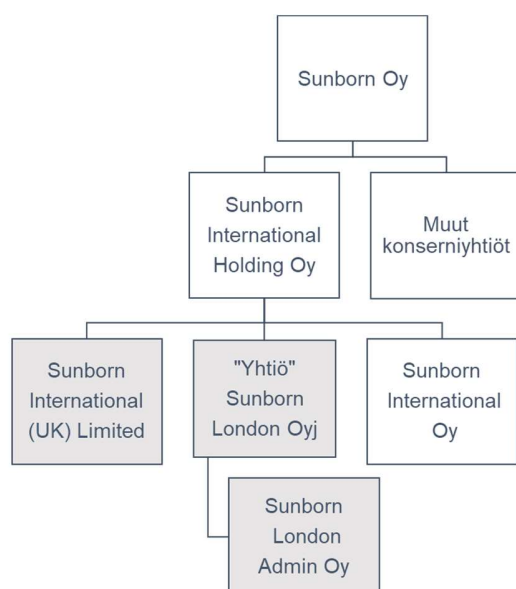 Sunborn Oy
Sunborn
International
Holding Oy
Muut
konserniyhtiöt
Sunborn
International
(UK) Limited
"Yhtiö"
Sunborn
London Oyj
Sunborn
International
Oy
Sunborn
London
Admin Oy